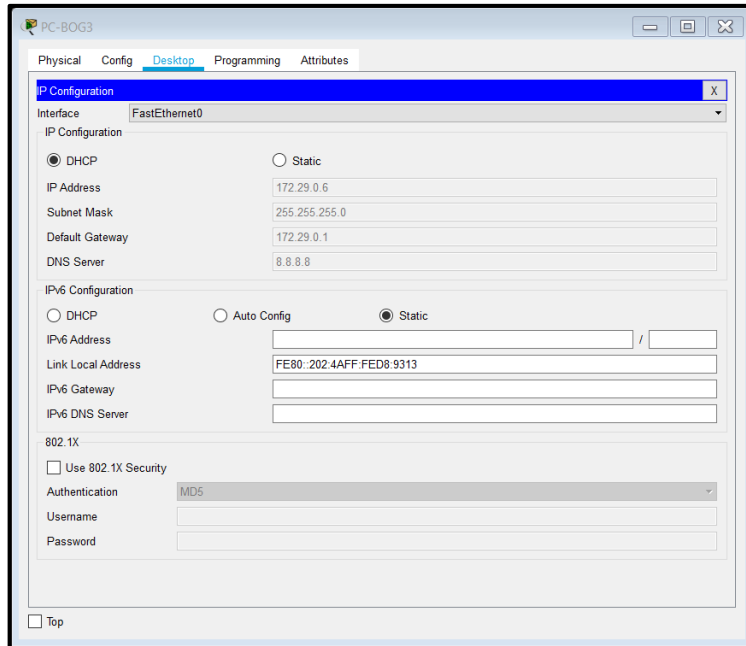 PC-BOG3
Physical Config Desktop Programming Attributes
IP Configuration X
Interface FastEthernet0
IP Configuration
DHCP Static
IP Address 172.29.0.6
Subnet Mask 255.255.255.0
Default Gateway 172.29.0.1
DNS Server 8.8.8.8
IPv6 Configuration
DHCP Auto Config Static
IPv6 Address /
Link Local Address FE80::202:4AFF:FED8:9313
IPv6 Gateway
IPv6 DNS Server
802.1X
Use 802.1X Security
Authentication MD5
Username
Password
Top